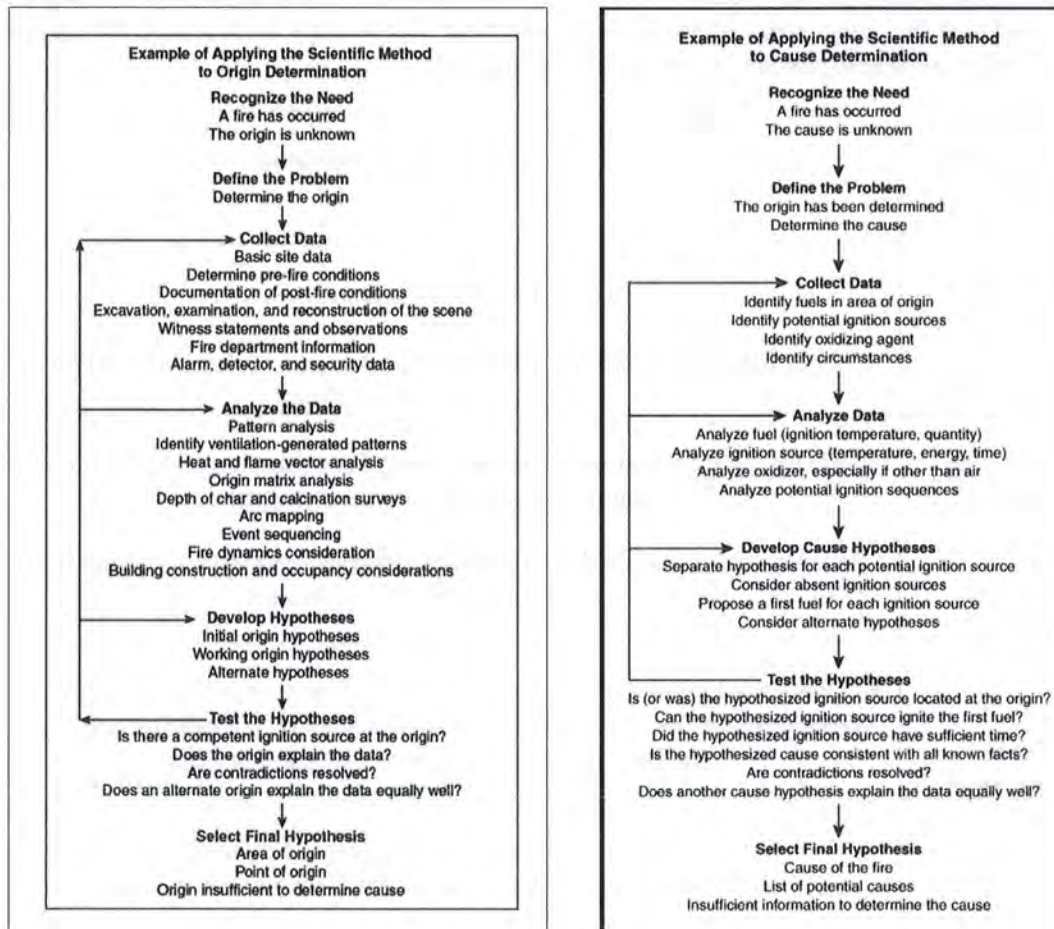 Example of Applying the Scientific Method
to Origin Determination
Recognize the Need
A fire has occurred
The origin is unknown
Define the Problem
Determine the origin
Collect Data
Basic site data
Determine pre-fire conditions
Documentation of post-fire conditions
Excavation, examination, and reconstruction of the scene
Witness statements and observations
Fire department information
Alarm, detector, and security data
Analyze the Data
Pattern analysis
Identify ventilation-generated patterns
Heat and flame vector analysis
Origin matrix analysis
Depth of char and calcination surveys
Arc mapping
Event sequencing
Fire dynamics consideration
Building construction and occupancy considerations
Develop Hypotheses
Initial origin hypotheses
Working origin hypotheses
Alternate hypotheses
Test the Hypotheses
Is there a competent ignition source at the origin?
Does the origin explain the data?
Are contradictions resolved?
Does an alternate origin explain the data equally well?
Select Final Hypothesis
Area of origin
Point of origin
Origin insufficient to determine cause
Example of Applying the Scientific Method
to Cause Determination
Recognize the Need
A fire has occurred
The cause is unknown
Define the Problem
The origin has been determined
Determine the cause
Collect Data
Identify fuels in area of origin
Identify potential ignition sources
Identify oxidizing agent
Identify circumstances
Analyze Data
Analyze fuel (ignition temperature, quantity)
Analyze ignition source (temperature, energy, time)
Analyze oxidizer, especially if other than air
Analyze potential ignition sequences
Develop Cause Hypotheses
Separate hypothesis for each potential ignition source
Consider absent ignition sources
Propose a first fuel for each ignition source
Consider alternate hypotheses
Test the Hypotheses
Is (or was) the hypothesized ignition source located at the origin?
Can the hypothesized ignition source ignite the first fuel?
Did the hypothesized ignition source have sufficient time?
Is the hypothesized cause consistent with all known facts?
Are contradictions resolved?
Does another cause hypothesis explain the data equally well?
Select Final Hypothesis
Cause of the fire
List of potential causes
Insufficient information to determine the cause